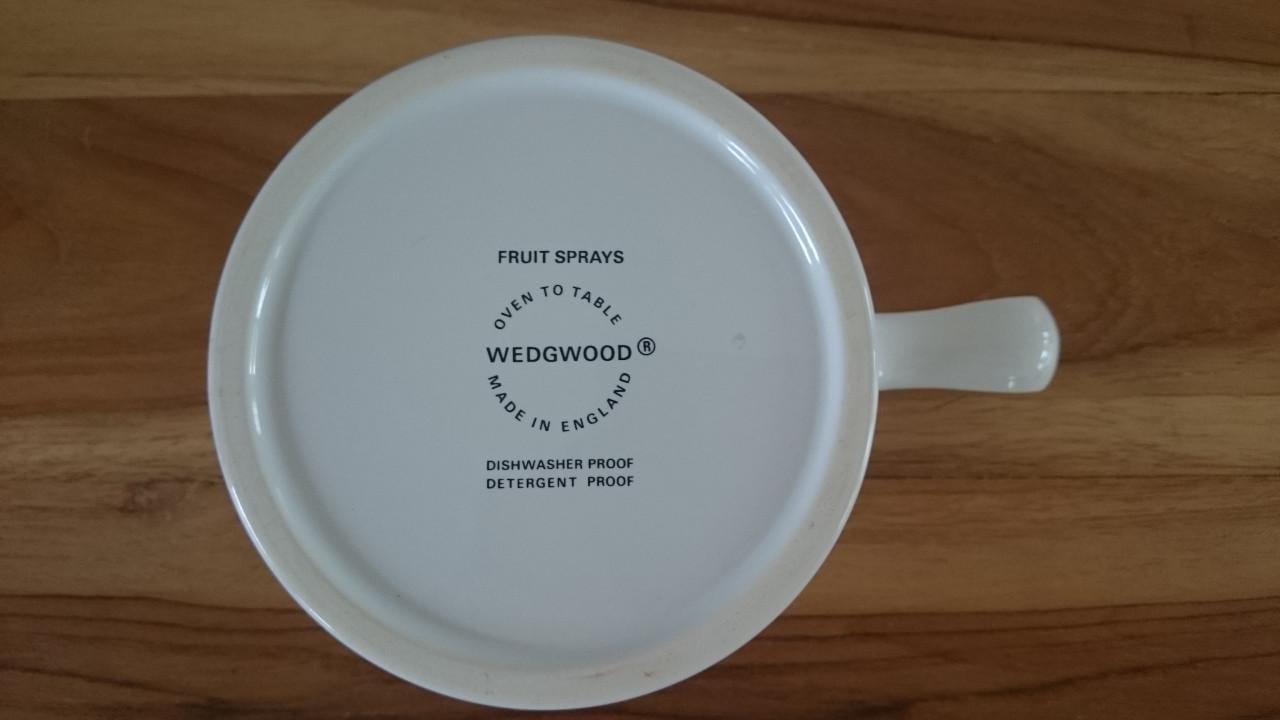 FRUIT SPRAYS
OVEN TO TABLE
WEDGWOOD®
MADE IN ENGLAND
DISHWASHER PROOF
DETERGENT PROOF